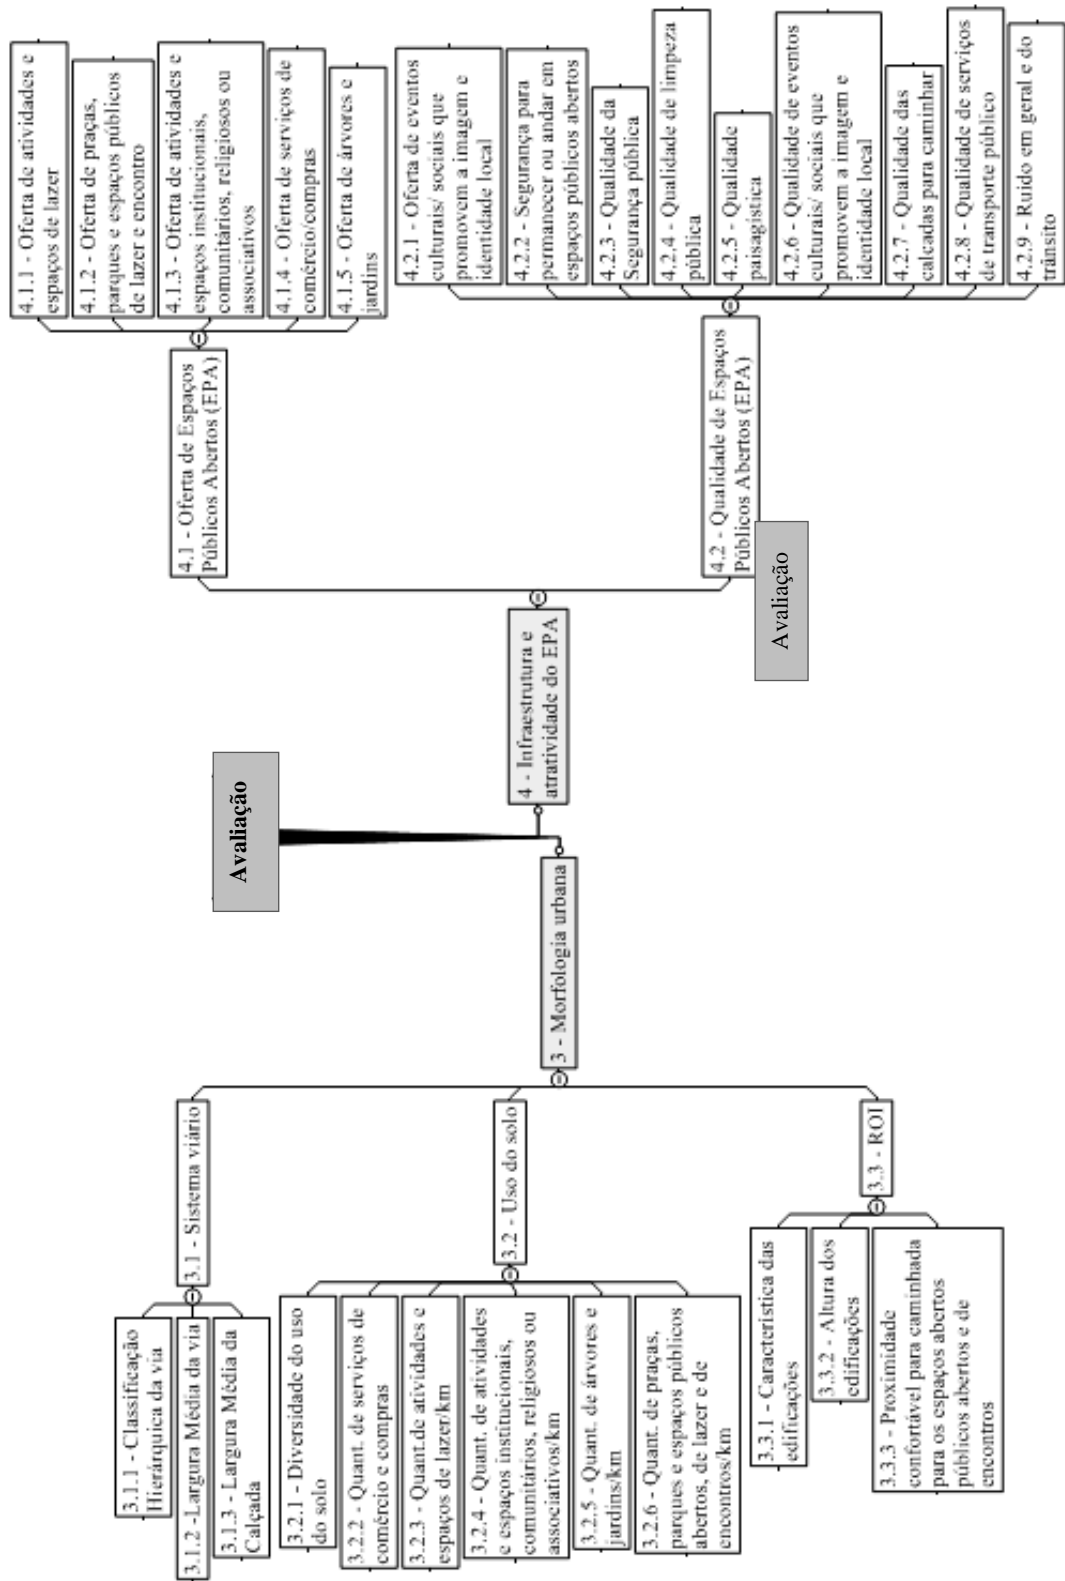 Avaliação
3 - Morfologia urbana
3.1 - Sistema viário
3.1.1 - Classificação
Hierárquica da via
3.1.2 -Largura Média da via
3.1.3 - Largura Média da
Calçada
3.2 - Uso do solo
3.2.1 - Diversidade do uso
do solo
3.2.2 - Quant. de serviços de
comércio e compras
3.2.3 - Quant.de atividades e
espaços de lazer/km
3.2.4 - Quant. de atividades
e espaços institucionais,
comunitários, religiosos ou
associativos/km
3.2.5 - Quant. de árvores e
jardins/km
3.2.6 - Quant. de praças,
parques e espaços públicos
abertos, de lazer e de
encontros/km
3.3 - ROI
3.3.1 - Caracteristica das
edificações
3.3.2 - Altura dos
edificações
3.3.3 - Proximidade
confortável para caminhada
para os espaços abertos
públicos abertos e de
encontros
4 - Infraestrutura e
atratividade do EPA
4.1 - Oferta de Espaços
Públicos Abertos (EPA)
4.1.1 - Oferta de atividades e
espaços de lazer
4.1.2 - Oferta de praças,
parques e espaços públicos
de lazer e encontro
4.1.3 - Oferta de atividades e
espaços institucionais,
comunitários, religiosos ou
associativos
4.1.4 - Oferta de serviços de
comércio/compras
4.1.5 - Oferta de árvores e
jardins
4.2 - Qualidade de Espaços
Públicos Abertos (EPA)
Avaliação
4.2.1 - Oferta de eventos
culturais/ sociais que
promovem a imagem e
identidade local
4.2.2 - Segurança para
permanecer ou andar em
espaços públicos abertos
4.2.3 - Qualidade da
Segurança pública
4.2.4 - Qualidade de limpeza
pública
4.2.5 - Qualidade
paisagística
4.2.6 - Qualidade de eventos
culturais/ sociais que
promovem a imagem e
identidade local
4.2.7 - Qualidade das
calçadas para caminhar
4.2.8 - Qualidade de serviços
de transporte público
4.2.9 - Ruido em geral e do
trânsito